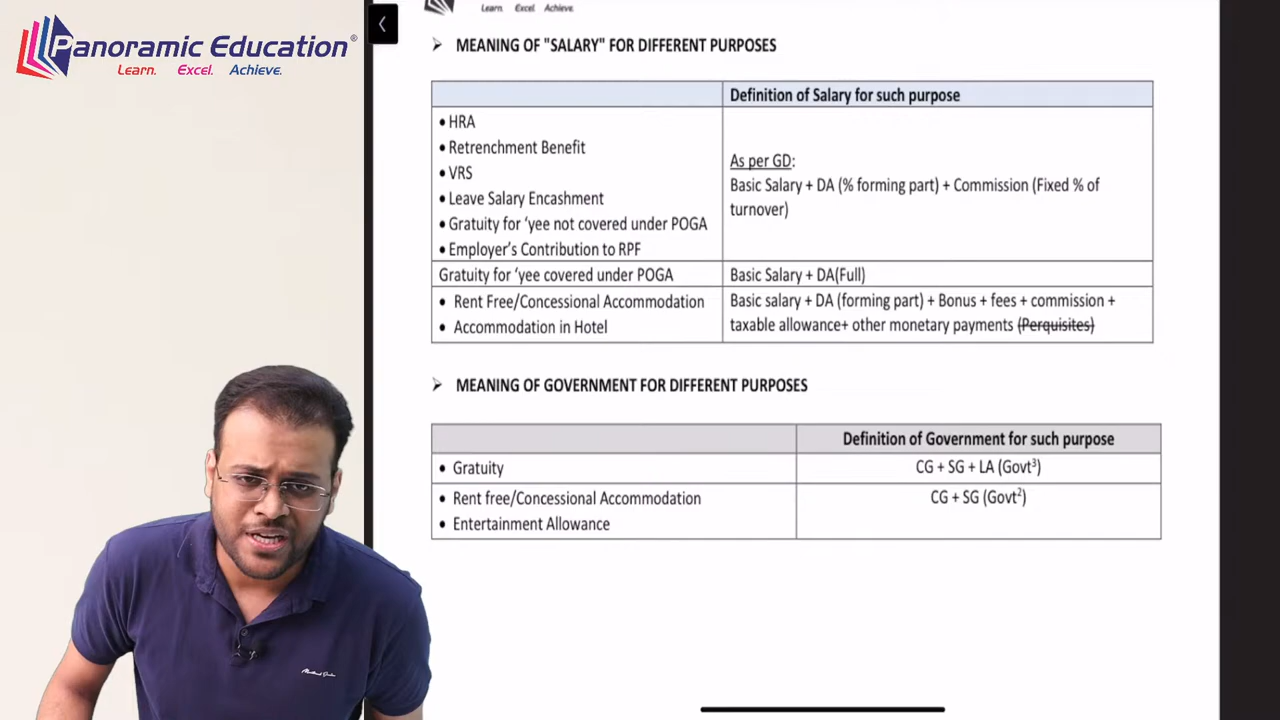 Panoramic Education®
Learn. Excel. Achieve.
Learn. Excel. Achieve.
➢ MEANING OF "SALARY" FOR DIFFERENT PURPOSES
Definition of Salary for such purpose
• HRA
• Retrenchment Benefit
• VRS
• Leave Salary Encashment
• Gratuity for 'yee not covered under POGA
• Employer's Contribution to RPF
As per GD:
Basic Salary + DA (% forming part) + Commission (Fixed % of
turnover)
Gratuity for 'yee covered under POGA
Basic Salary + DA(Full)
• Rent Free/Concessional Accommodation
• Accommodation in Hotel
Basic salary + DA (forming part) + Bonus + fees + commission +
taxable allowance+ other monetary payments (Perquisites)
➢ MEANING OF GOVERNMENT FOR DIFFERENT PURPOSES
Definition of Government for such purpose
• Gratuity
CG + SG + LA (Govt³)
• Rent free/Concessional Accommodation
• Entertainment Allowance
CG + SG (Govt²)